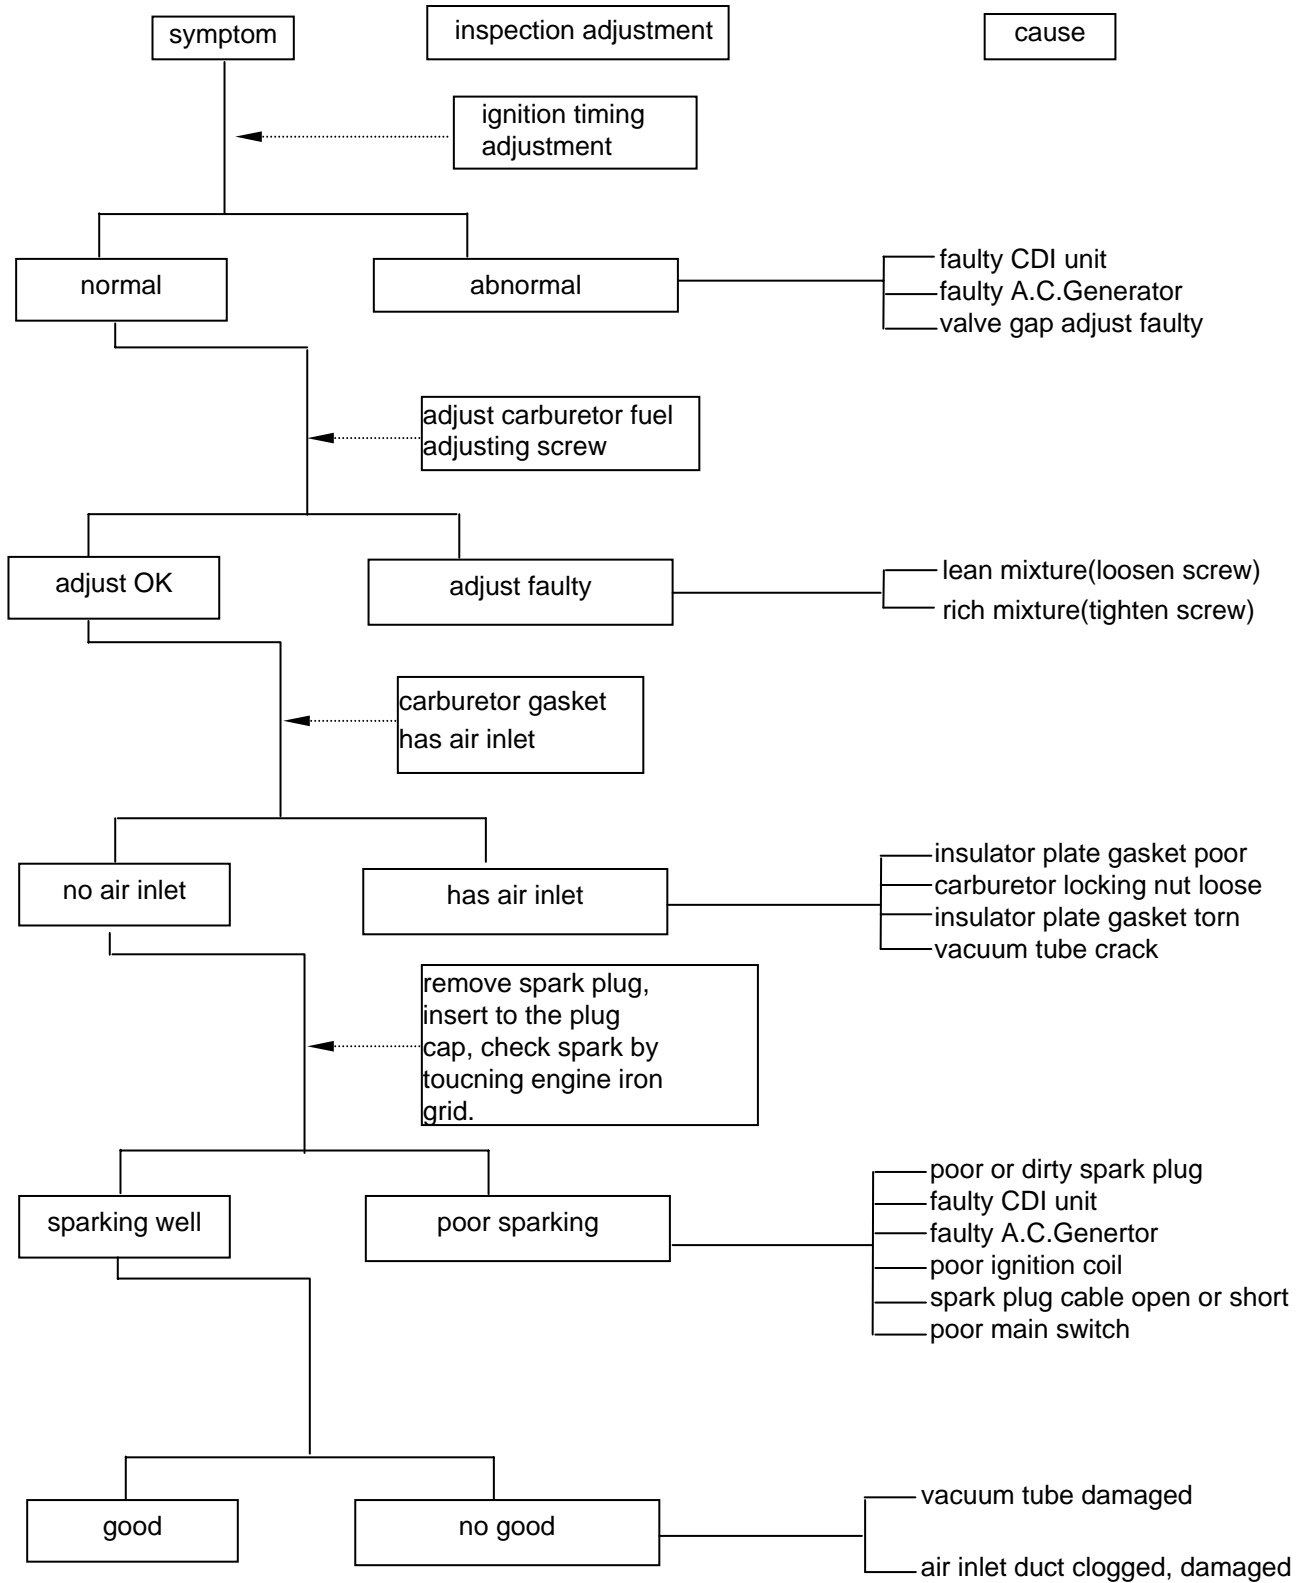 symptom
inspection adjustment
cause
ignition timing
adjustment
normal
abnormal
faulty CDI unit
faulty A.C.Generator
valve gap adjust faulty
adjust carburetor fuel
adjusting screw
adjust OK
adjust faulty
lean mixture(loosen screw)
rich mixture(tighten screw)
carburetor gasket
has air inlet
no air inlet
has air inlet
insulator plate gasket poor
carburetor locking nut loose
insulator plate gasket torn
vacuum tube crack
remove spark plug,
insert to the plug
cap, check spark by
toucning engine iron
grid.
sparking well
poor sparking
poor or dirty spark plug
faulty CDI unit
faulty A.C.Genertor
poor ignition coil
spark plug cable open or short
poor main switch
good
no good
vacuum tube damaged
air inlet duct clogged, damaged